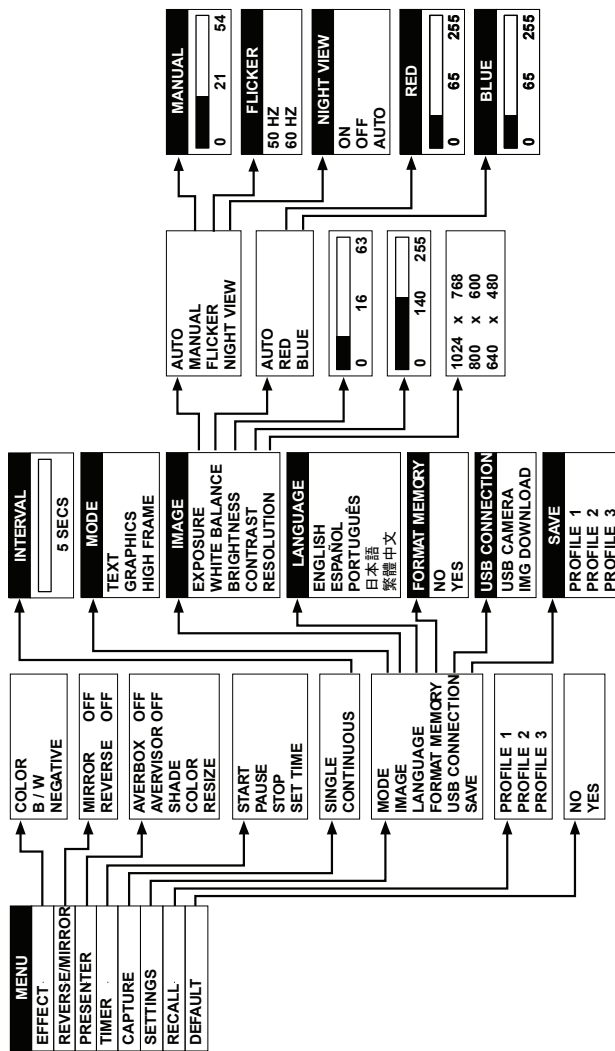 MENU
EFFECT
REVERSE/MIRROR
PRESENTER
TIMER
CAPTURE
SETTINGS
RECALL
DEFAULT
COLOR
B / W
NEGATIVE
MIRROR OFF
REVERSE OFF
AVERBOX OFF
AVERVISOR OFF
SHADE
COLOR
RESIZE
START
PAUSE
STOP
SET TIME
SINGLE
CONTINUOUS
MODE
IMAGE
LANGUAGE
FORMAT MEMORY
USB CONNECTION
SAVE
PROFILE 1
PROFILE 2
PROFILE 3
NO
YES
INTERVAL
5 SECS
MODE
TEXT
GRAPHICS
HIGH FRAME
IMAGE
EXPOSURE
WHITE BALANCE
BRIGHTNESS
CONTRAST
RESOLUTION
LANGUAGE
ENGLISH
ESPAÑOL
PORTUGUÊS
日本語
繁體中文
FORMAT MEMORY
NO
YES
USB CONNECTION
USB CAMERA
IMG DOWNLOAD
SAVE
PROFILE 1
PROFILE 2
PROFILE 3
AUTO
MANUAL
FLICKER
NIGHT VIEW
AUTO
RED
BLUE
0 16 63
0 140 255
1024 x 768
800 x 600
640 x 480
MANUAL
0 21 54
FLICKER
50 HZ
60 HZ
NIGHT VIEW
ON
OFF
AUTO
RED
0 65 255
BLUE
0 65 255